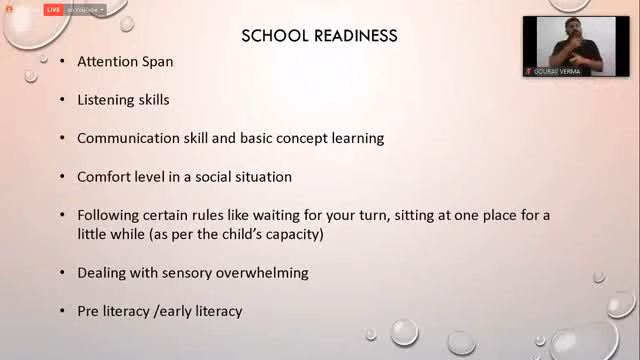 LIVE on YouTube
SCHOOL READINESS
• Attention Span
• Listening skills
• Communication skill and basic concept learning
• Comfort level in a social situation
• Following certain rules like waiting for your turn, sitting at one place for a
little while (as per the child's capacity)
• Dealing with sensory overwhelming
• Pre literacy /early literacy
GOURAV VERMA